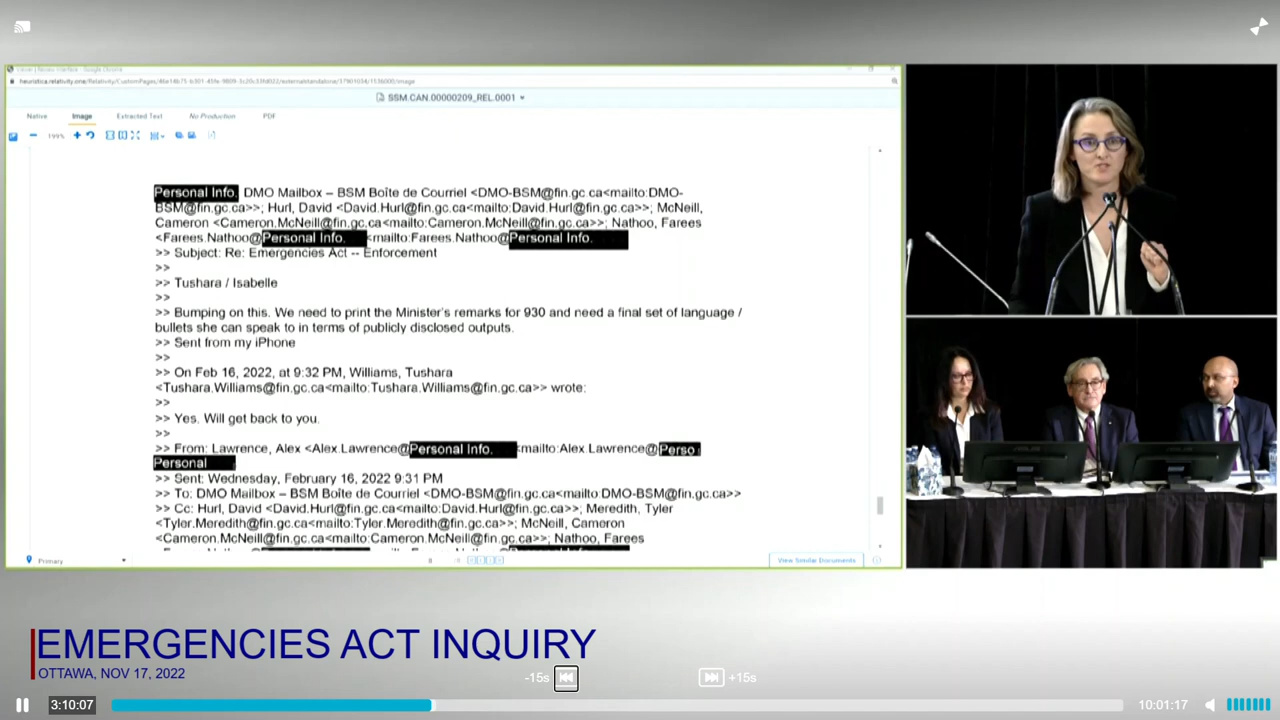 SSM.CAN.00000209_REL.0001
Native Image Extracted Text No Production PDF
199%
Personal Info. DMO Mailbox – BSM Boîte de Courriel <DMO-BSM@fin.gc.ca<mailto:DMO-
BSM@fin.gc.ca>>; Hurl, David <David.Hurl@fin.gc.ca<mailto:David.Hurl@fin.gc.ca>>; McNeill,
Cameron <Cameron.McNeill@fin.gc.ca<mailto:Cameron.McNeill@fin.gc.ca>>; Nathoo, Farees
<Farees.Nathoo@Personal Info. <mailto:Farees.Nathoo@Personal Info.
>> Subject: Re: Emergencies Act -- Enforcement
>>
>> Tushara / Isabelle
>>
>> Bumping on this. We need to print the Minister's remarks for 930 and need a final set of language /
bullets she can speak to in terms of publicly disclosed outputs.
>> Sent from my iPhone
>>
>> On Feb 16, 2022, at 9:32 PM, Williams, Tushara
<Tushara.Williams@fin.gc.ca<mailto:Tushara.Williams@fin.gc.ca>> wrote:
>>
>> Yes. Will get back to you.
>>
>> From: Lawrence, Alex <Alex.Lawrence@Personal Info. <mailto:Alex.Lawrence@Perso
Personal
>> Sent: Wednesday, February 16, 2022 9:31 PM
>> To: DMO Mailbox – BSM Boîte de Courriel <DMO-BSM@fin.gc.ca<mailto:DMO-BSM@fin.gc.ca>>
>> Cc: Hurl, David <David.Hurl@fin.gc.ca<mailto:David.Hurl@fin.gc.ca>>; Meredith, Tyler
<Tyler.Meredith@fin.gc.ca<mailto:Tyler.Meredith@fin.gc.ca>>; McNeill, Cameron
<Cameron.McNeill@fin.gc.ca<mailto:Cameron.McNeill@fin.gc.ca>>; Nathoo, Farees
Primary
View Similar Documents
EMERGENCIES ACT INQUIRY
OTTAWA, NOV 17, 2022
-15s +15s
3:10:07 10:01:17